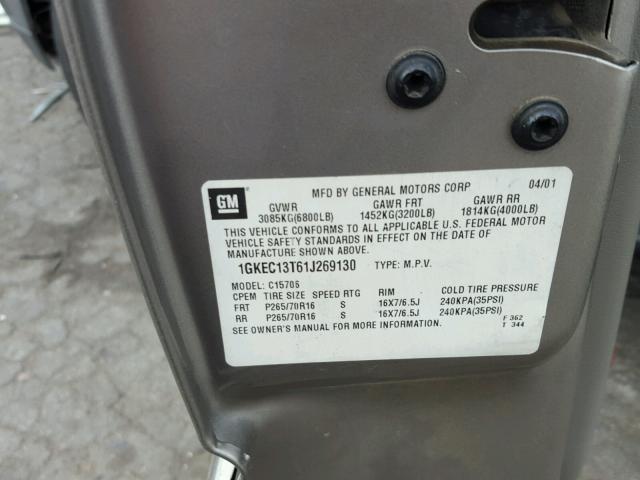 GM
MFD BY GENERAL MOTORS CORP 04/01
GVWR GAWR FRT GAWR RR
3085KG(6800LB) 1452KG(3200LB) 1814KG(4000LB)
THIS VEHICLE CONFORMS TO ALL APPLICABLE U.S. FEDERAL MOTOR
VEHICLE SAFETY STANDARDS IN EFFECT ON THE DATE OF
MANUFACTURE SHOWN ABOVE.
1GKEC13T61J269130 TYPE: M.P.V.
MODEL: C15706
CPEM TIRE SIZE SPEED RTG RIM COLD TIRE PRESSURE
FRT P265/70R16 S 16X7/6.5J 240KPA(35PSI)
RR P265/70R16 S 16X7/6.5J 240KPA(35PSI)
SEE OWNER'S MANUAL FOR MORE INFORMATION.
F 362
T 344